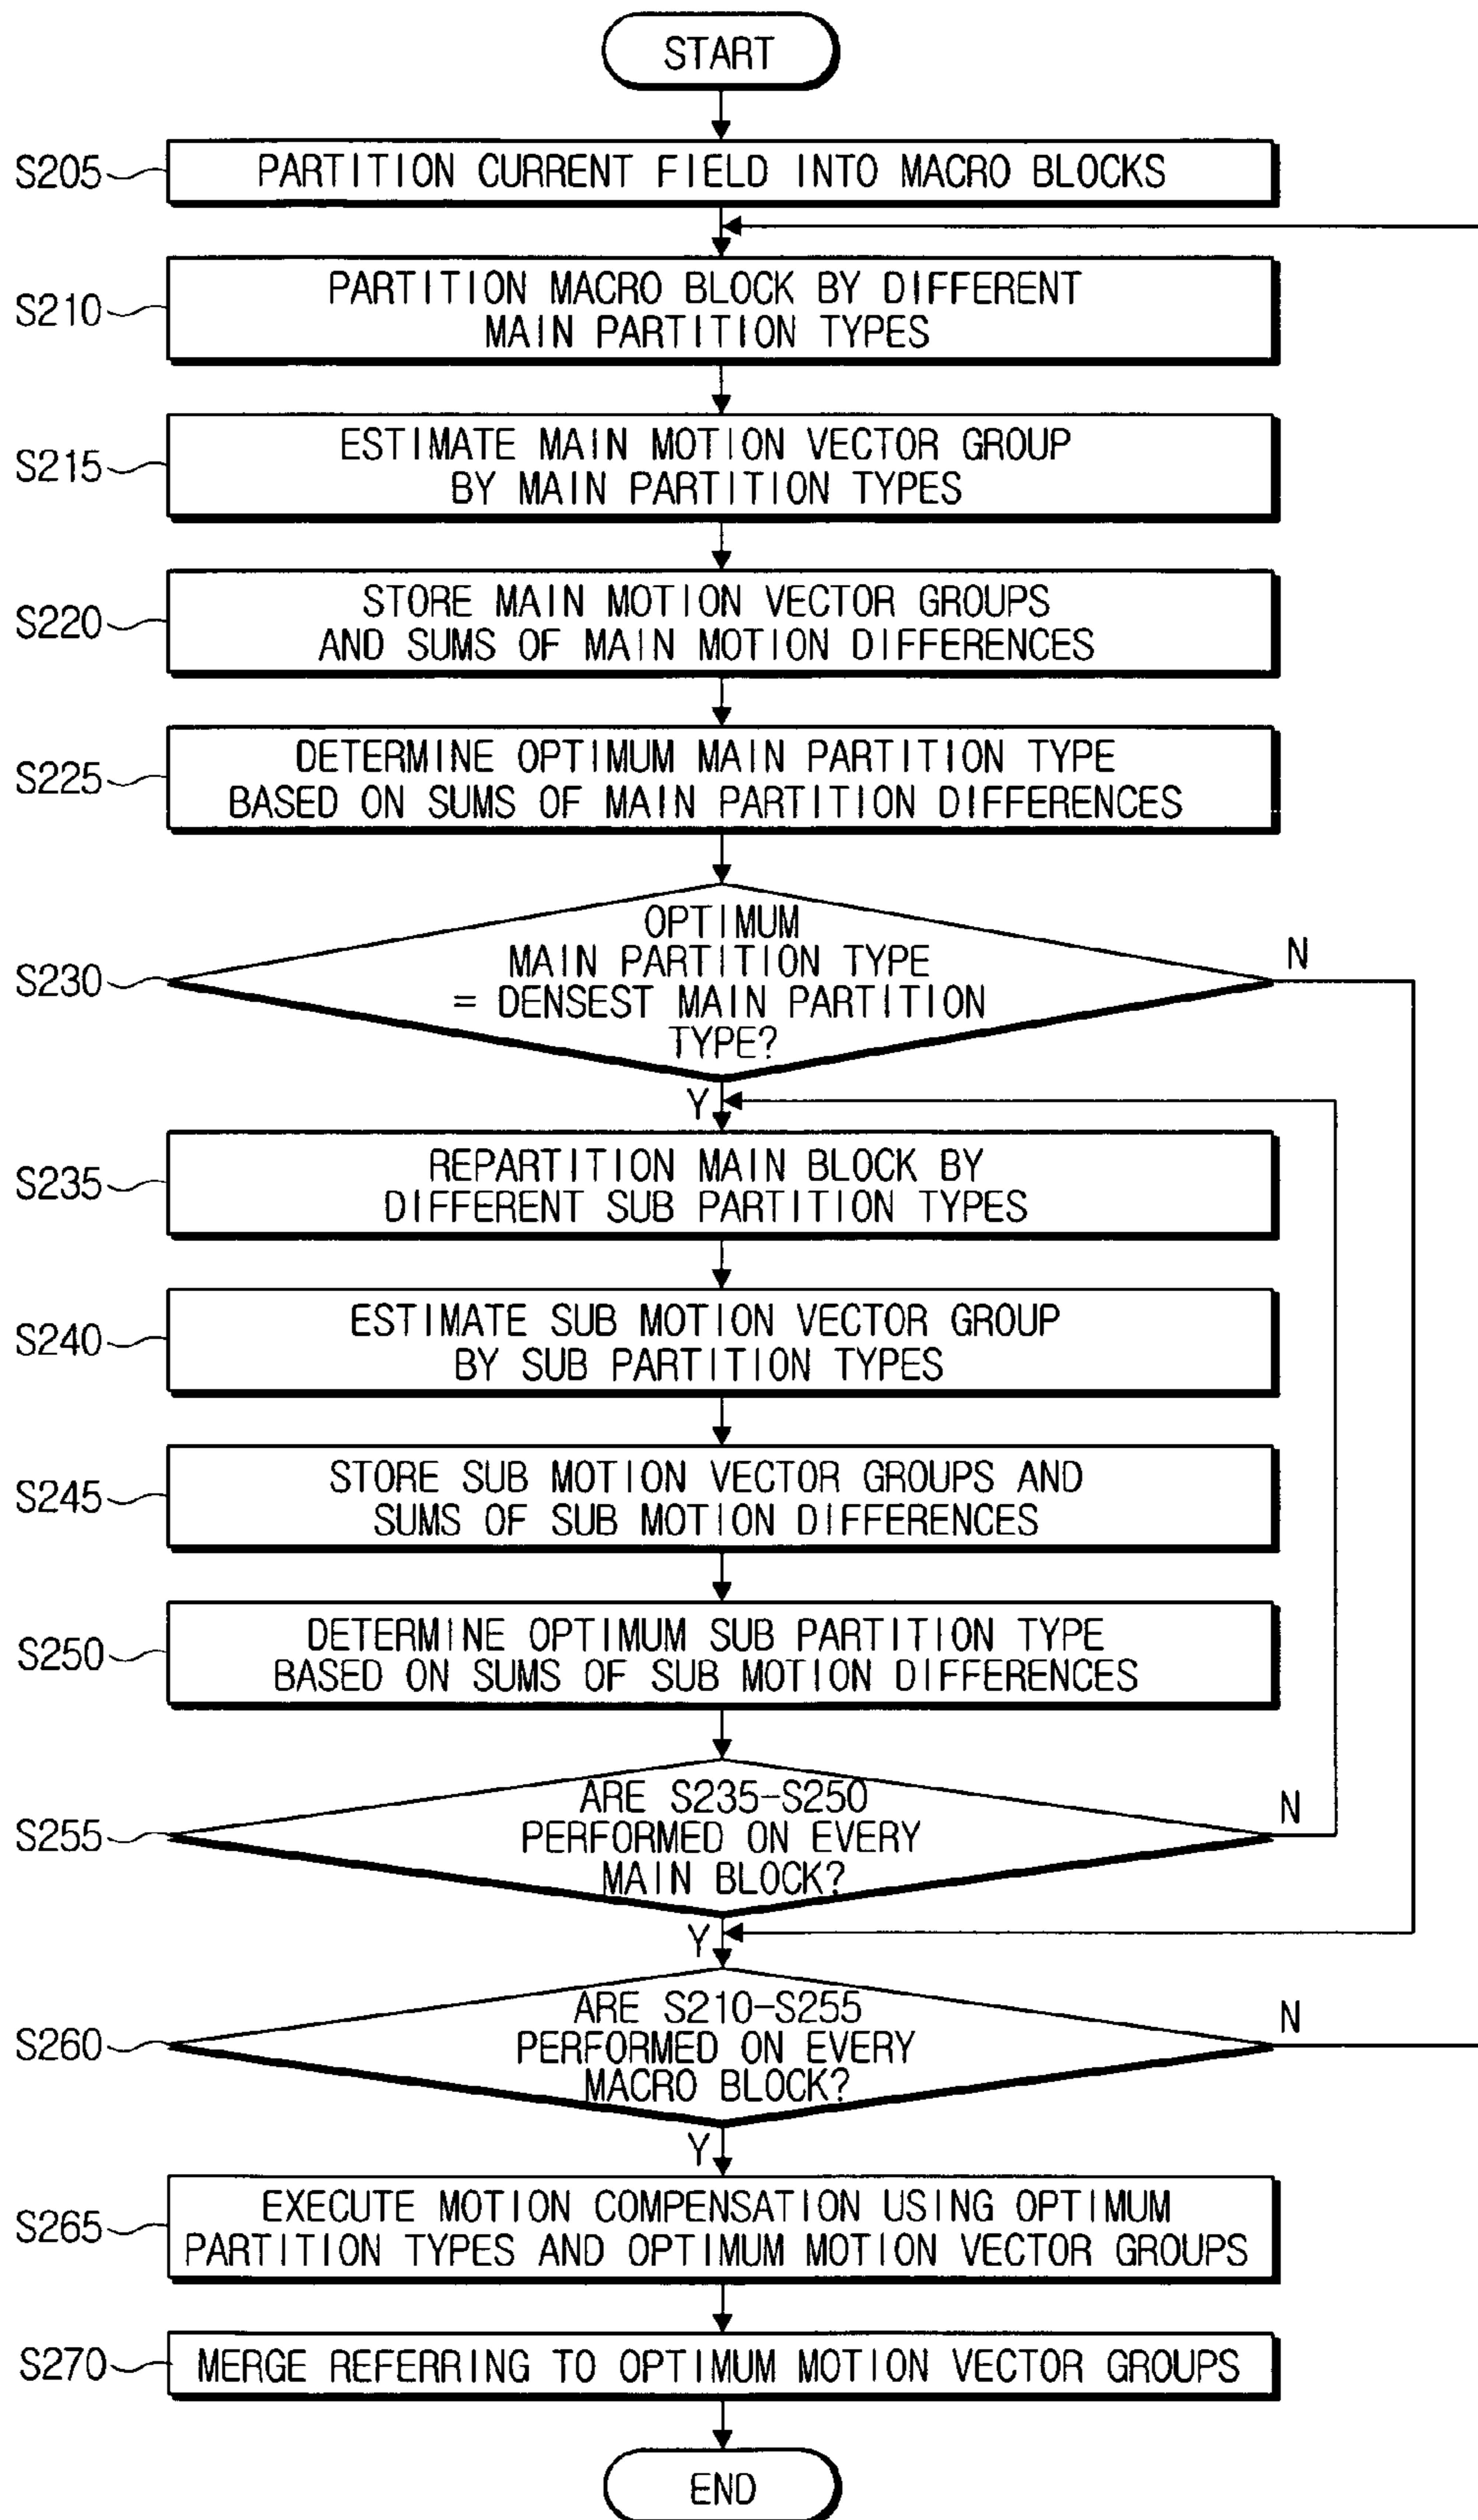 START
S205
PARTITION CURRENT FIELD INTO MACRO BLOCKS
S210
PARTITION MACRO BLOCK BY DIFFERENT
MAIN PARTITION TYPES
S215
ESTIMATE MAIN MOTION VECTOR GROUP
BY MAIN PARTITION TYPES
S220
STORE MAIN MOTION VECTOR GROUPS
AND SUMS OF MAIN MOTION DIFFERENCES
S225
DETERMINE OPTIMUM MAIN PARTITION TYPE
BASED ON SUMS OF MAIN PARTITION DIFFERENCES
S230
OPTIMUM
MAIN PARTITION TYPE
= DENSEST MAIN PARTITION
TYPE?
N
Y
S235
REPARTITION MAIN BLOCK BY
DIFFERENT SUB PARTITION TYPES
S240
ESTIMATE SUB MOTION VECTOR GROUP
BY SUB PARTITION TYPES
S245
STORE SUB MOTION VECTOR GROUPS AND
SUMS OF SUB MOTION DIFFERENCES
S250
DETERMINE OPTIMUM SUB PARTITION TYPE
BASED ON SUMS OF SUB MOTION DIFFERENCES
S255
ARE S235-S250
PERFORMED ON EVERY
MAIN BLOCK?
N
Y
S260
ARE S210-S255
PERFORMED ON EVERY
MACRO BLOCK?
N
Y
S265
EXECUTE MOTION COMPENSATION USING OPTIMUM
PARTITION TYPES AND OPTIMUM MOTION VECTOR GROUPS
S270
MERGE REFERRING TO OPTIMUM MOTION VECTOR GROUPS
END